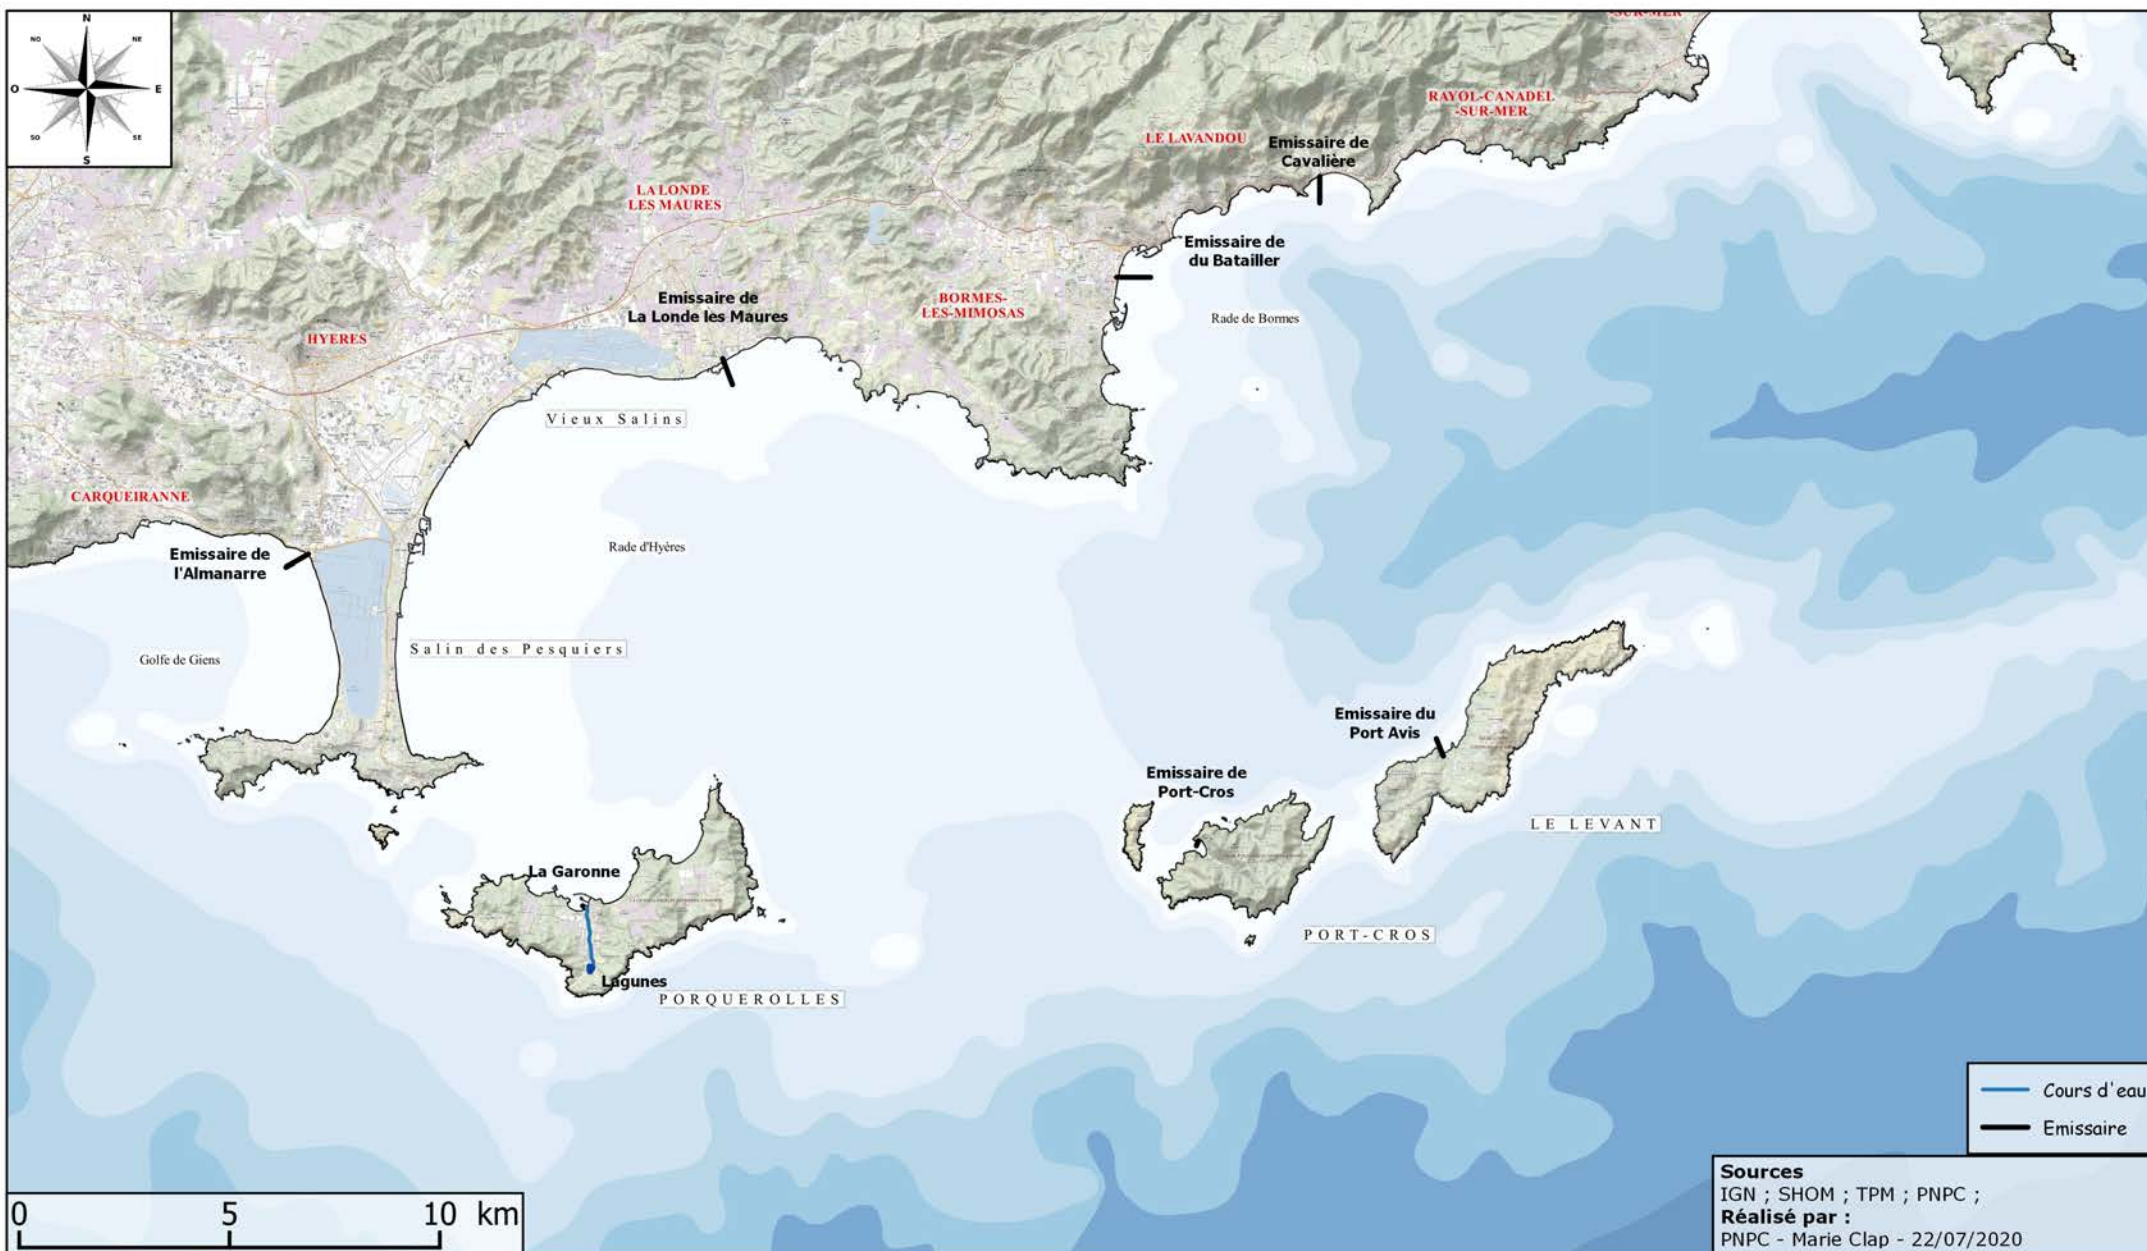 -SUR-MER
N
NO
NE
O
E
SO
SE
S
RAYOL-CANADEL
-SUR-MER
LE LAVANDOU
Emissaire de
Cavalière
LA LONDE
LES MAURES
Emissaire de
du Batailler
Emissaire de
La Londe les Maures
BORMES-
LES-MIMOSAS
Rade de Bormes
HYERES
Vieux Salins
CARQUEIRANNE
Emissaire de
l'Almanarre
Rade d'Hyères
Golfe de Giens
Salin des Pesquiers
Emissaire du
Port Avis
Emissaire de
Port-Cros
LE LEVANT
La Garonne
PORT-CROS
Lagunes
PORQUEROLLES
Cours d'eau
Emissaire
0 5 10 km
Sources
IGN ; SHOM ; TPM ; PNPC ;
Réalisé par :
PNPC - Marie Clap - 22/07/2020